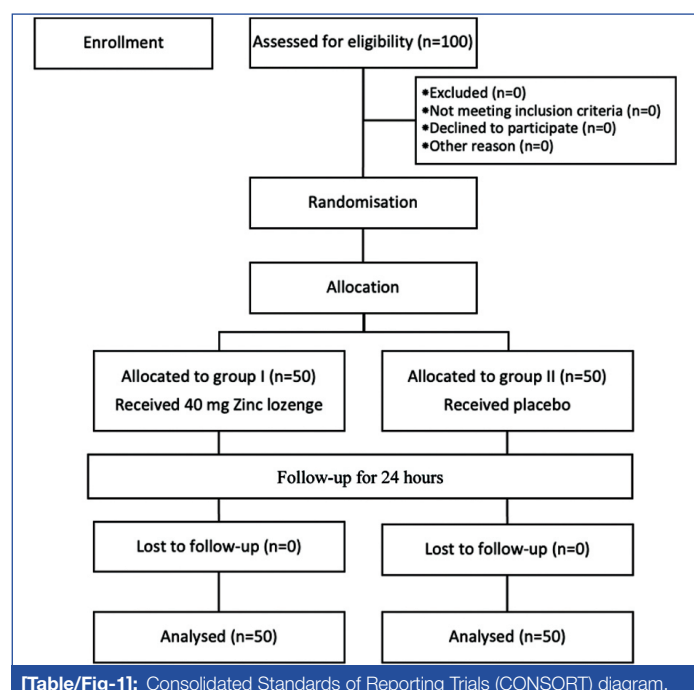 Enrollment
Assessed for eligibility (n=100)
*Excluded (n=0)
*Not meeting inclusion criteria (n=0)
*Declined to participate (n=0)
*Other reason (n=0)
Randomisation
Allocation
Allocated to group I (n=50)
Received 40 mg Zinc lozenge
Allocated to group II (n=50)
Received placebo
Follow-up for 24 hours
Lost to follow-up (n=0)
Lost to follow-up (n=0)
Analysed (n=50)
Analysed (n=50)
[Table/Fig-1]: Consolidated Standards of Reporting Trials (CONSORT) diagram.